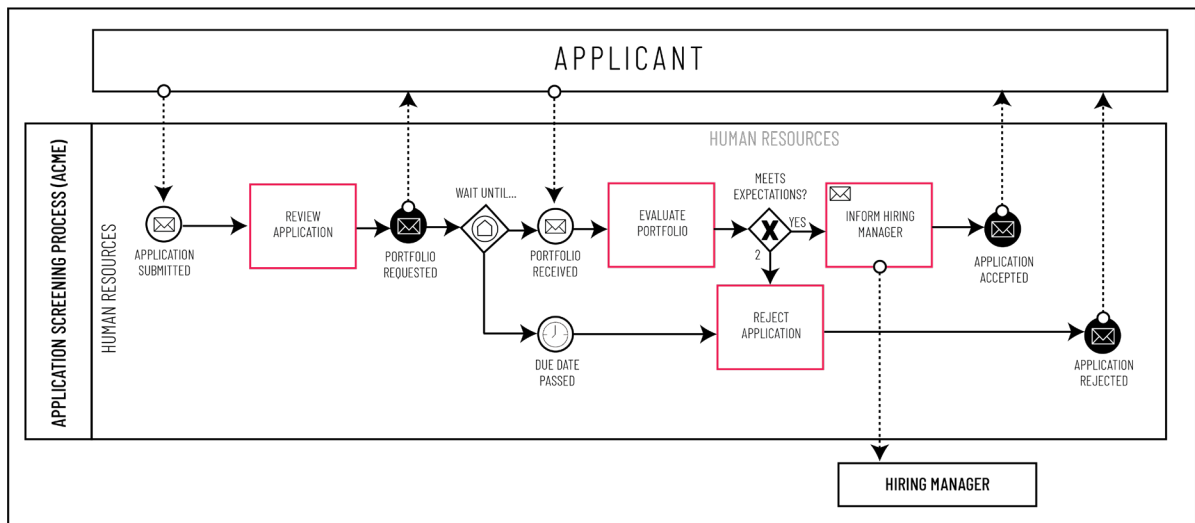 APPLICANT
APPLICATION SCREENING PROCESS (ACME)
HUMAN RESOURCES
HUMAN RESOURCES
APPLICATION
SUBMITTED
REVIEW
APPLICATION
PORTFOLIO
REQUESTED
WAIT UNTIL...
PORTFOLIO
RECEIVED
DUE DATE
PASSED
EVALUATE
PORTFOLIO
MEETS
EXPECTATIONS?
X
YES
2
REJECT
APPLICATION
INFORM HIRING
MANAGER
APPLICATION
ACCEPTED
APPLICATION
REJECTED
HIRING MANAGER